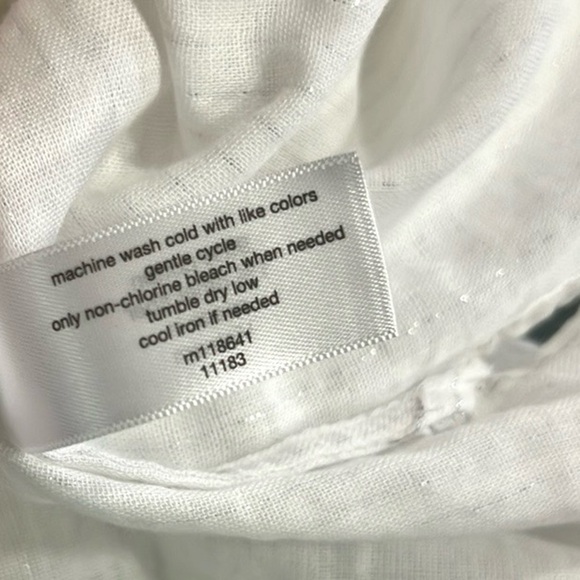 machine wash cold with like colors
gentle cycle
only non-chlorine bleach when needed
tumble dry low
cool iron if needed
rn118641
11183